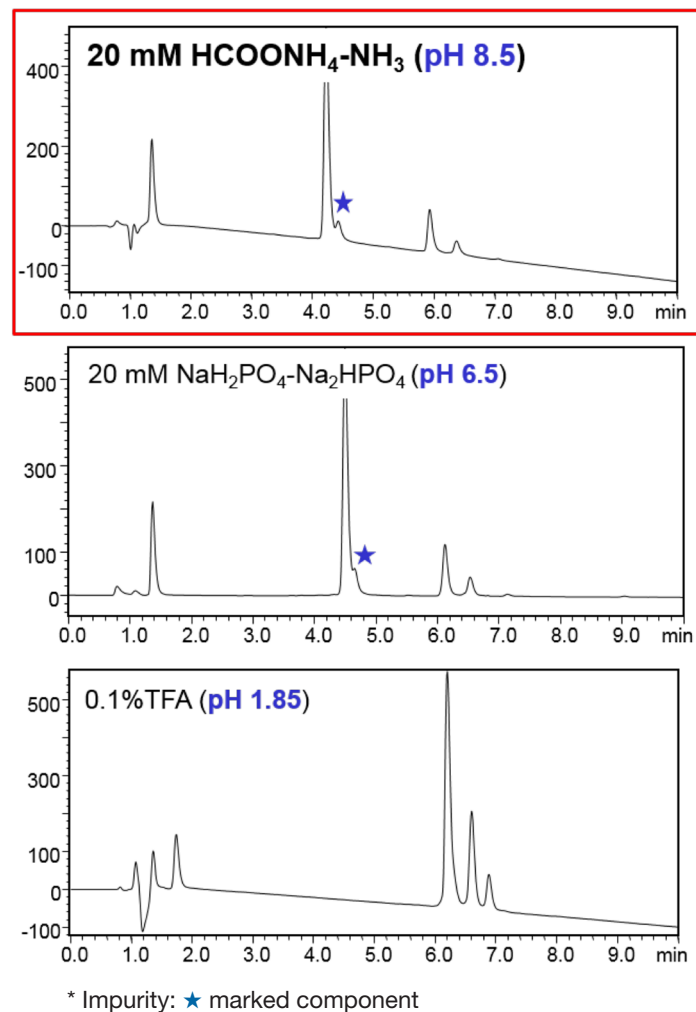 20 mM HCOONH₄-NH₃ (pH 8.5)
400
200
0
-100
0.0 1.0 2.0 3.0 4.0 5.0 6.0 7.0 8.0 9.0 min
20 mM NaH₂PO₄-Na₂HPO₄ (pH 6.5)
500
300
100
0
0.0 1.0 2.0 3.0 4.0 5.0 6.0 7.0 8.0 9.0 min
0.1%TFA (pH 1.85)
500
300
100
0
-100
0.0 1.0 2.0 3.0 4.0 5.0 6.0 7.0 8.0 9.0 min
* Impurity: ★ marked component